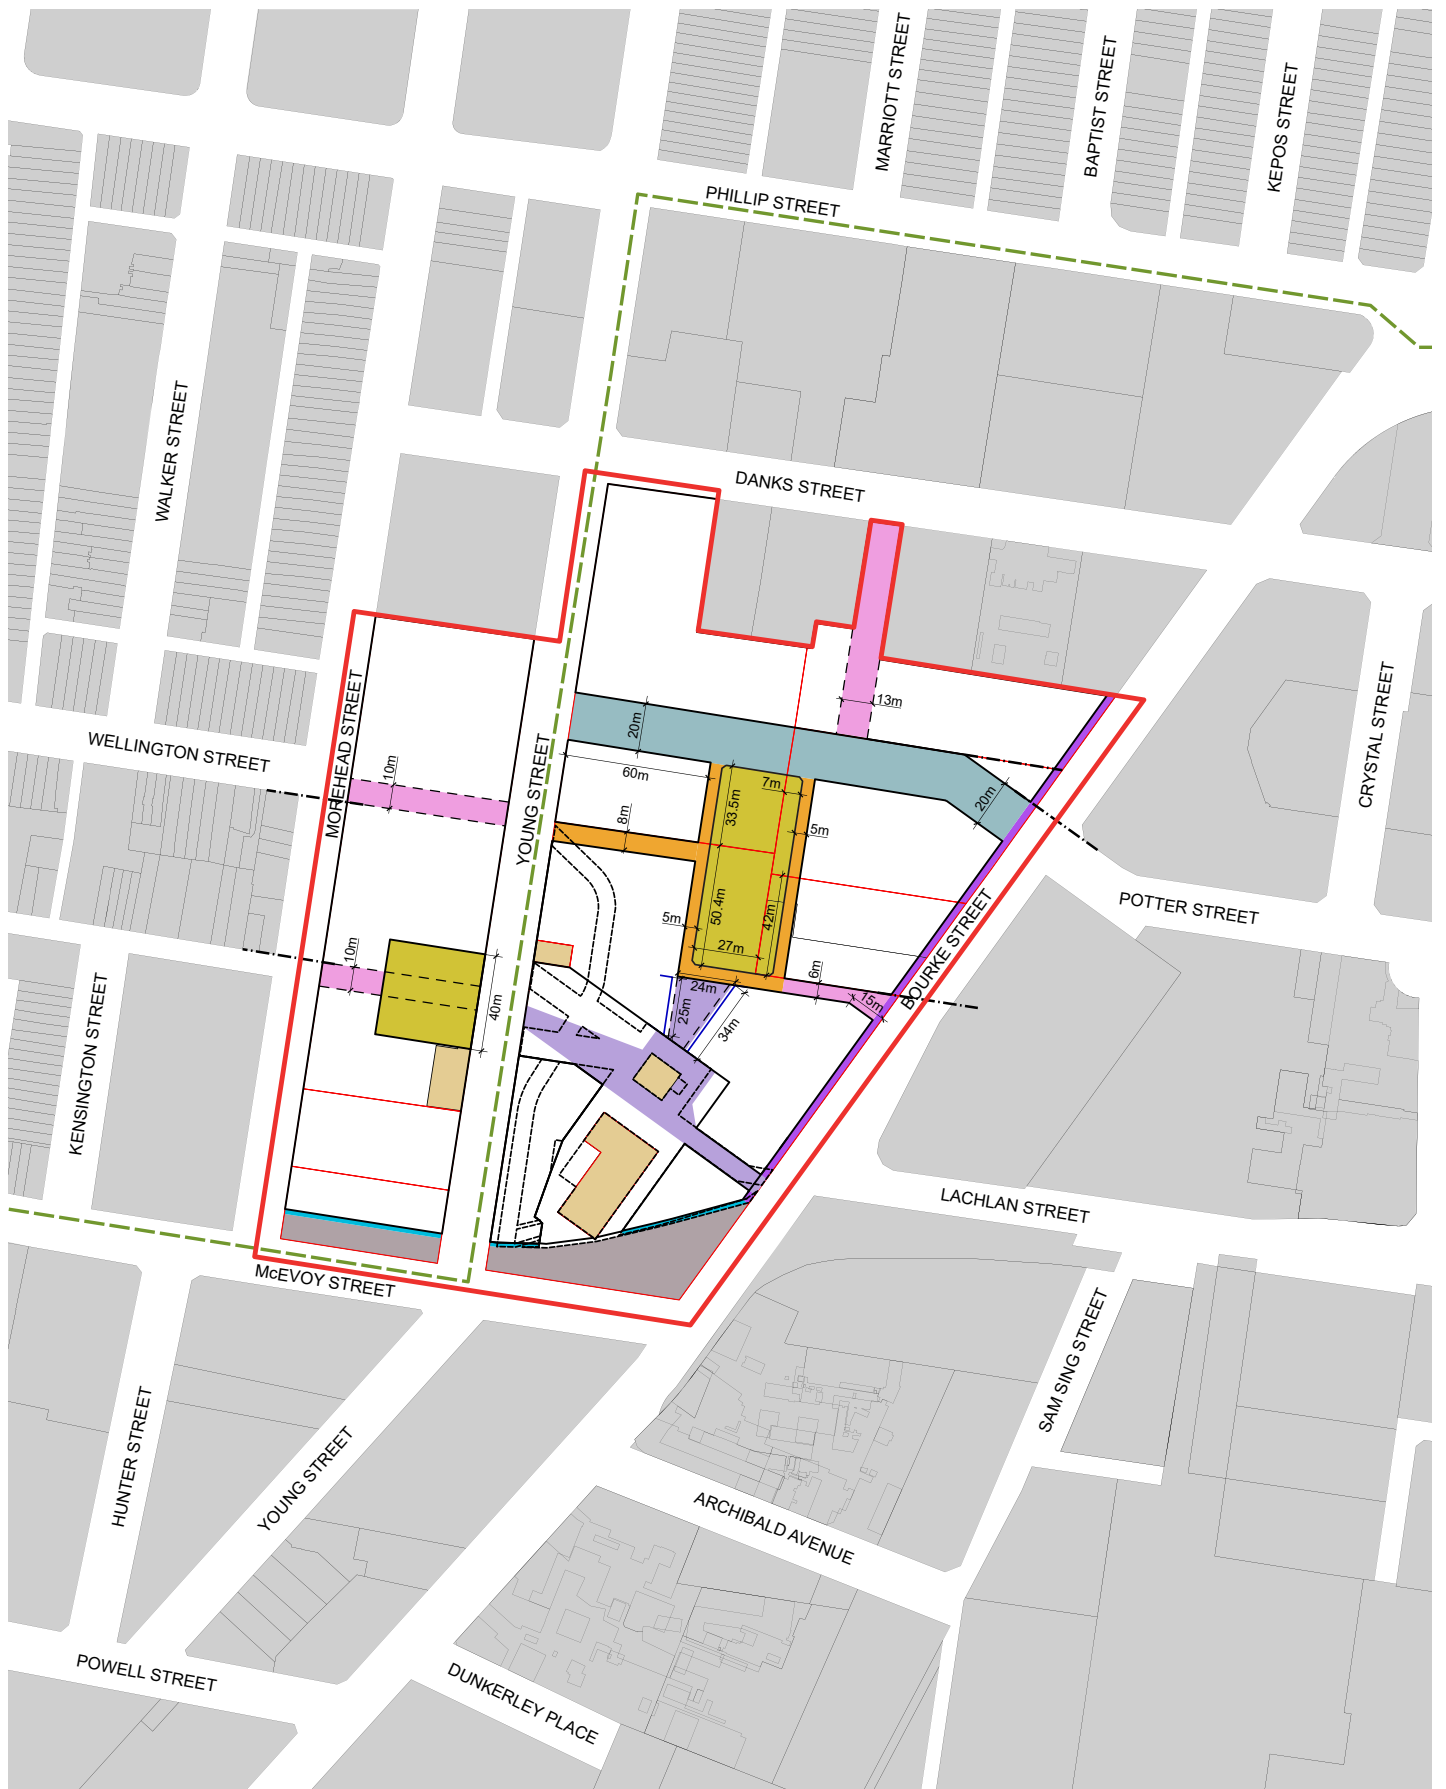 MARRIOTT STREET
BAPTIST STREET
KEPOS STREET
PHILLIP STREET
WALKER STREET
DANKS STREET
CRYSTAL STREET
WELLINGTON STREET
MOREHEAD STREET
YOUNG STREET
13m
20m
60m
10m
7m
33.5m
20m
8m
5m
POTTER STREET
50.4m
42m
5m
27m
BOURKE STREET
10m
6m
15m
24m
25m
34m
40m
KENSINGTON STREET
LACHLAN STREET
McEVOY STREET
SAM SING STREET
HUNTER STREET
YOUNG STREET
ARCHIBALD AVENUE
POWELL STREET
DUNKERLEY PLACE